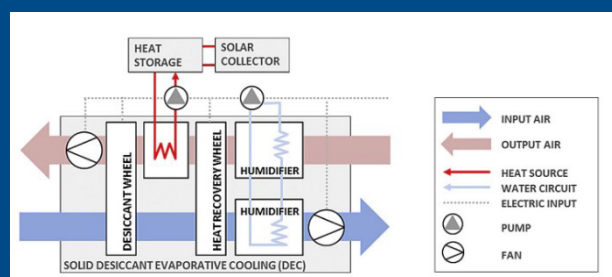 HEAT
STORAGE
SOLAR
COLLECTOR
DESICCANT WHEEL
HEAT RECOVERY WHEEL
HUMIDIFIER
HUMIDIFIER
SOLID DESICCANT EVAPORATIVE COOLING (DEC)
INPUT AIR
OUTPUT AIR
HEAT SOURCE
WATER CIRCUIT
ELECTRIC INPUT
PUMP
FAN